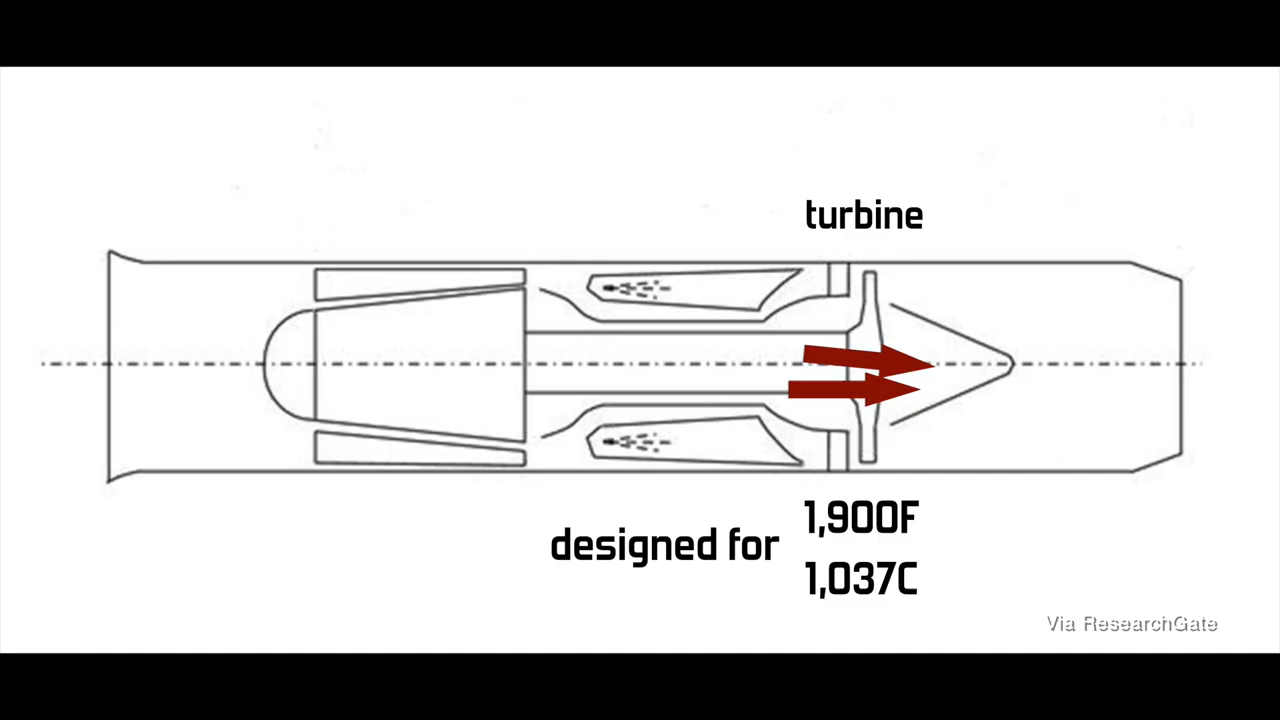 turbine
designed for
1,900F
1,037C
Via ResearchGate